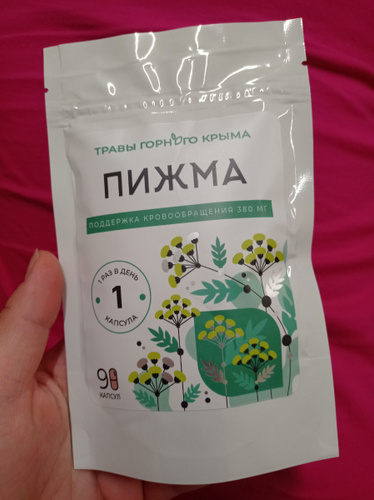 ТРАВЫ ГОРНОГО КРЫМА
ПИЖМА
ПОДДЕРЖКА КРОВООБРАЩЕНИЯ 380 МГ
1 РАЗ В ДЕНЬ
1
КАПСУЛА
90
КАПСУЛ